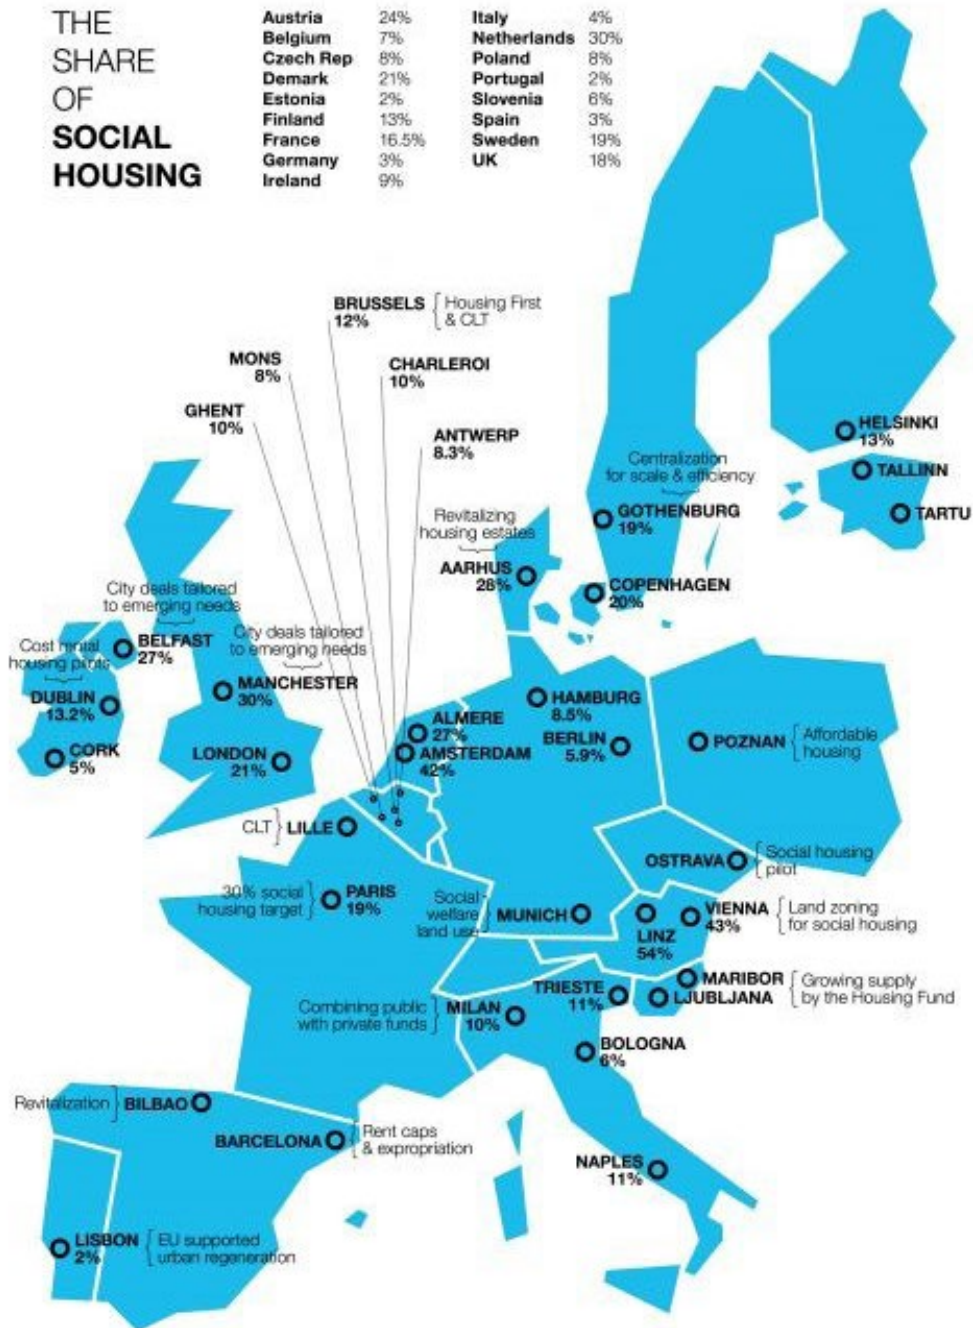 THE
SHARE
OF
SOCIAL
HOUSING
Austria 24%
Belgium 7%
Czech Rep 8%
Demark 21%
Estonia 2%
Finland 13%
France 16.5%
Germany 3%
Ireland 9%
Italy 4%
Netherlands 30%
Poland 8%
Portugal 2%
Slovenia 6%
Spain 3%
Sweden 19%
UK 18%
BRUSSELS
12%
Housing First
& CLT
MONS
8%
CHARLEROI
10%
GHENT
10%
ANTWERP
8.3%
HELSINKI
13%
TALLINN
TARTU
Centralization
for scale & efficiency
GOTHENBURG
19%
Revitalizing
housing estates
AARHUS
28%
COPENHAGEN
20%
City deals tailored
to emerging needs
BELFAST
27%
City deals tailored
to emerging needs
MANCHESTER
30%
Cost rental
housing pilots
DUBLIN
13.2%
CORK
5%
LONDON
21%
ALMERE
27%
AMSTERDAM
42%
HAMBURG
8.5%
BERLIN
5.9%
POZNAN
Affordable
housing
CLT
LILLE
OSTRAVA
Social housing
pilot
30% social
housing target
PARIS
19%
Social
welfare
land use
MUNICH
LINZ
54%
VIENNA
43%
Land zoning
for social housing
MARIBOR
LJUBLJANA
Growing supply
by the Housing Fund
TRIESTE
11%
Combining public
with private funds
MILAN
10%
BOLOGNA
6%
Revitalization
BILBAO
BARCELONA
Rent caps
& expropriation
NAPLES
11%
LISBON
2%
EU supported
urban regeneration